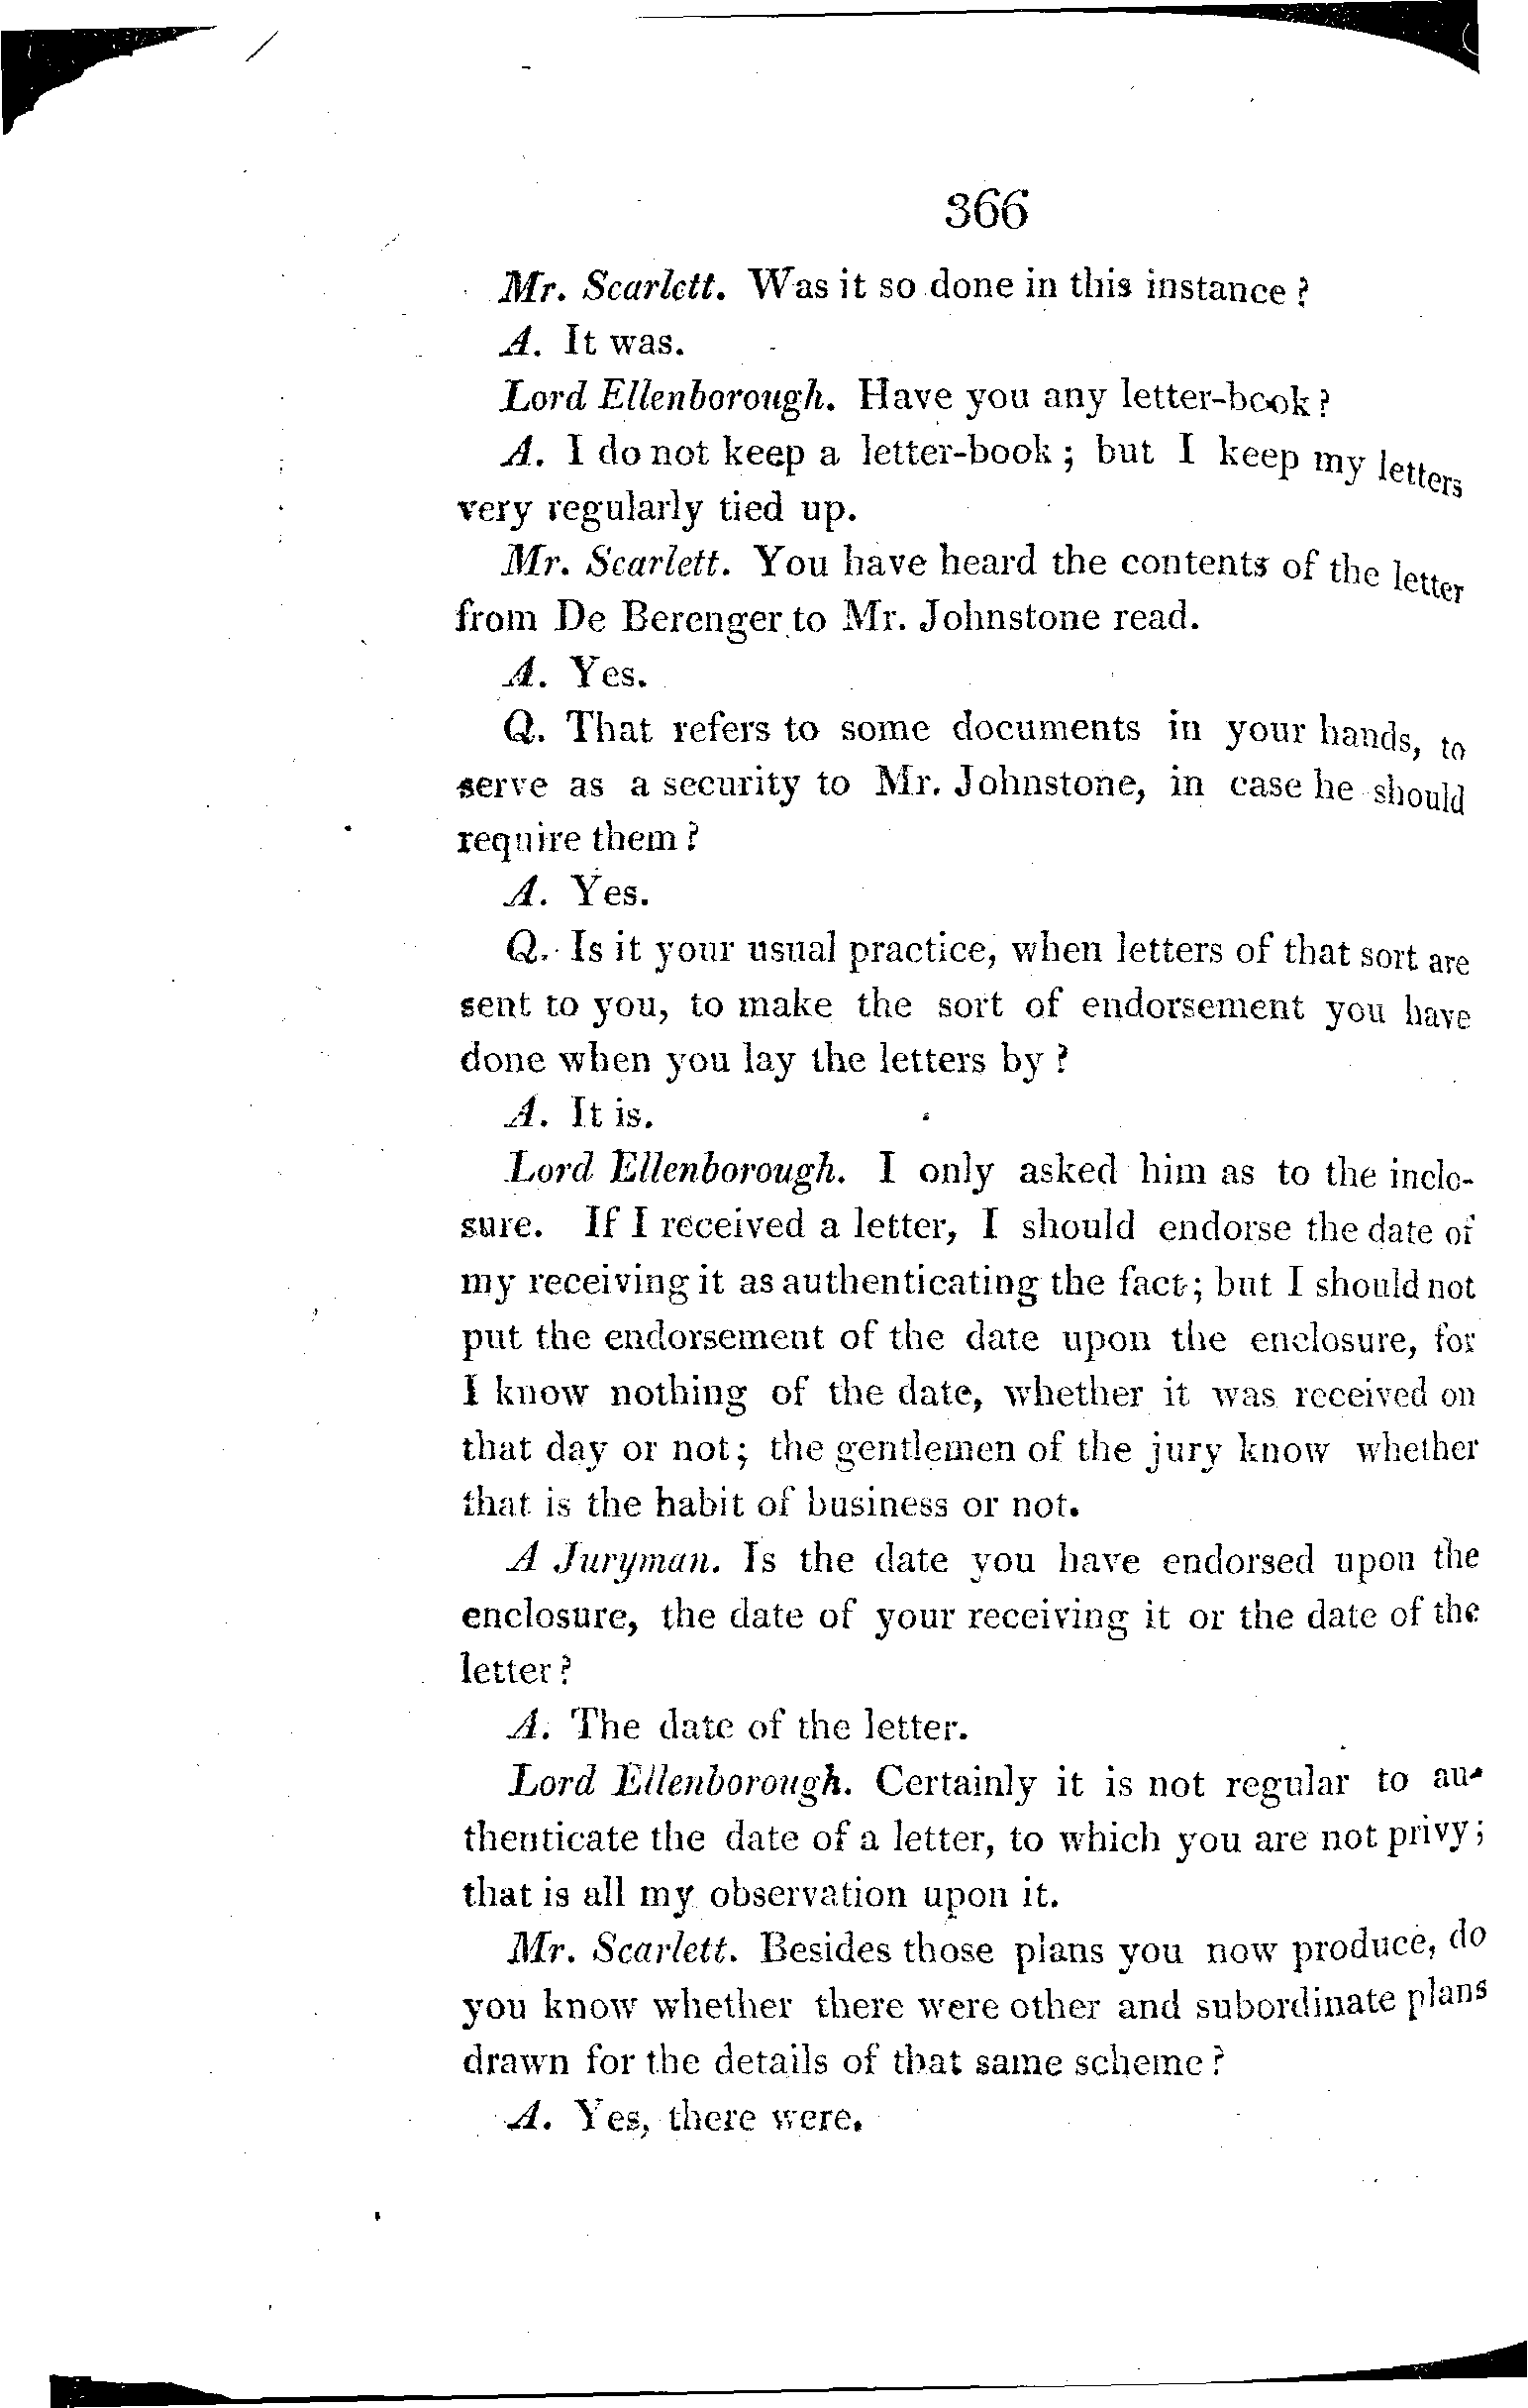 366
Mr. Scarlett. Was it so done in this instance?
A. It was.
Lord Ellenborough. Have you any letter-book?
A. I do not keep a letter-book; but I keep my letters
very regularly tied up.
Mr. Scarlett. You have heard the contents of the letter
from De Berenger to Mr. Johnstone read.
A. Yes.
Q. That refers to some documents in your hands, to
serve as a security to Mr. Johnstone, in case he should
require them?
A. Yes.
Q. Is it your usual practice, when letters of that sort are
sent to you, to make the sort of endorsement you have
done when you lay the letters by?
A. It is.
Lord Ellenborough. I only asked him as to the inclo-
sure. If I received a letter, I should endorse the date of
my receiving it as authenticating the fact; but I should not
put the endorsement of the date upon the enclosure, for
I know nothing of the date, whether it was received on
that day or not; the gentlemen of the jury know whether
that is the habit of business or not.
A Juryman. Is the date you have endorsed upon the
enclosure, the date of your receiving it or the date of the
letter?
A. The date of the letter.
Lord Ellenborough. Certainly it is not regular to au-
thenticate the date of a letter, to which you are not privy;
that is all my observation upon it.
Mr. Scarlett. Besides those plans you now produce, do
you know whether there were other and subordinate plans
drawn for the details of that same scheme?
A. Yes, there were.